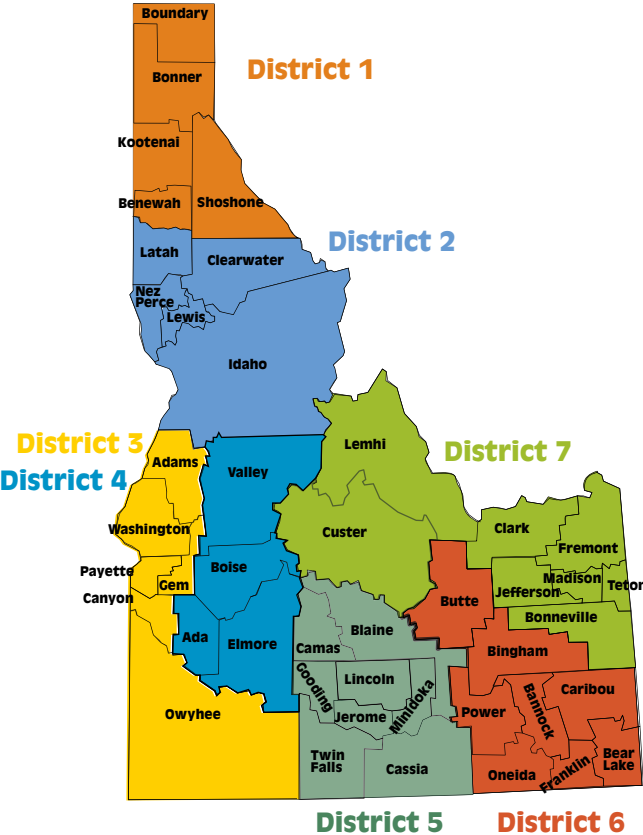 Boundary
District 1
Bonner
Kootenai
Benewah
Shoshone
District 2
Latah
Clearwater
Nez
Perce
Lewis
Idaho
District 3
District 4
Adams
Valley
Lemhi
District 7
Washington
Custer
Clark
Fremont
Payette
Gem
Boise
Madison
Teton
Jefferson
Canyon
Butte
Bonneville
Ada
Elmore
Blaine
Camas
Bingham
Gooding
Lincoln
Minidoka
Jerome
Owyhee
Power
Bannock
Caribou
Twin
Falls
Cassia
Oneida
Franklin
Bear
Lake
District 5
District 6